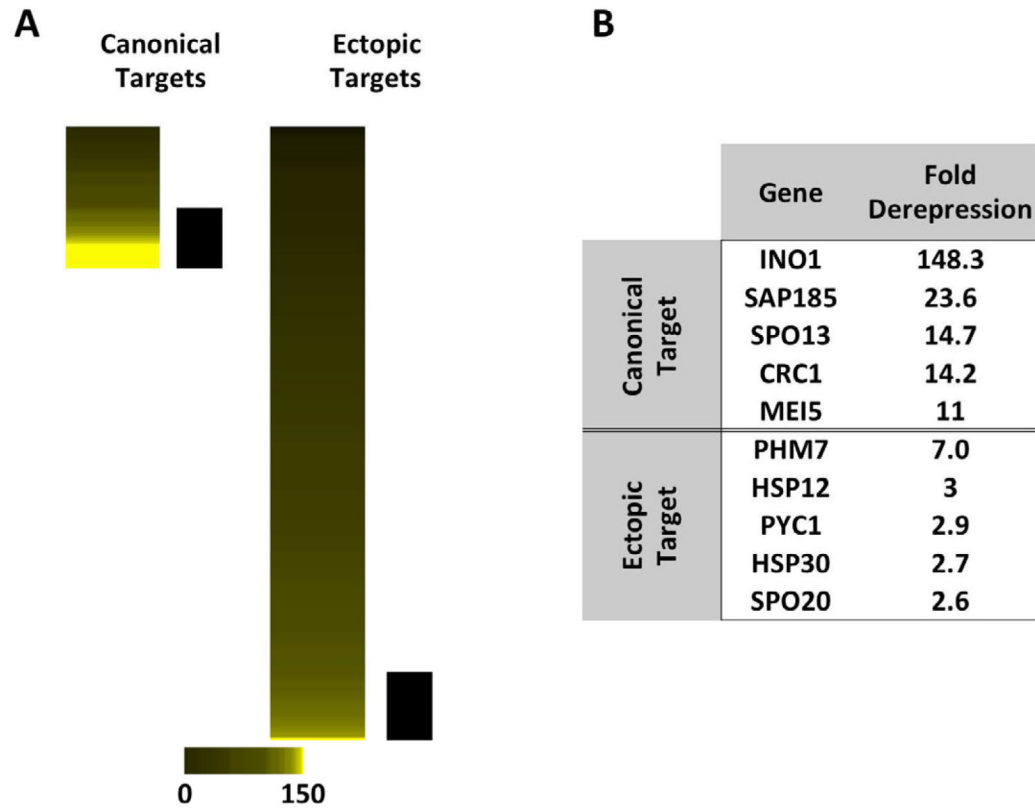 A
Canonical
Targets
Ectopic
Targets
0
150
B
Gene
Fold
Derepression
Canonical
Target
INO1 148.3
SAP185 23.6
SPO13 14.7
CRC1 14.2
MEI5 11
Ectopic
Target
PHM7 7.0
HSP12 3
PYC1 2.9
HSP30 2.7
SPO20 2.6